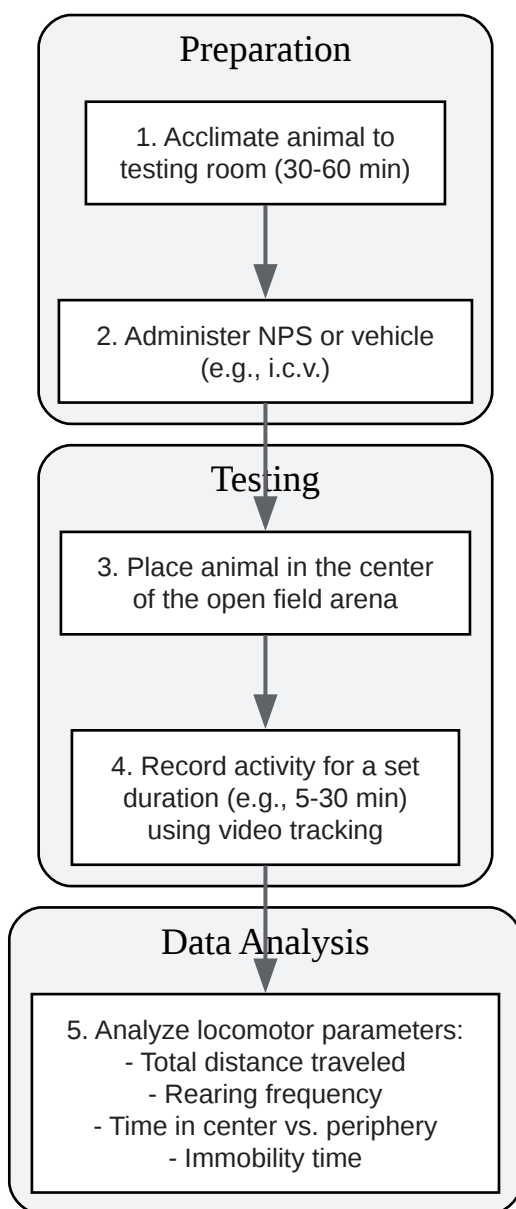 Preparation
1. Acclimate animal to
testing room (30-60 min)
2. Administer NPS or vehicle
(e.g., i.c.v.)
Testing
3. Place animal in the center
of the open field arena
4. Record activity for a set
duration (e.g., 5-30 min)
using video tracking
Data Analysis
5. Analyze locomotor parameters:
- Total distance traveled
- Rearing frequency
- Time in center vs. periphery
- Immobility time